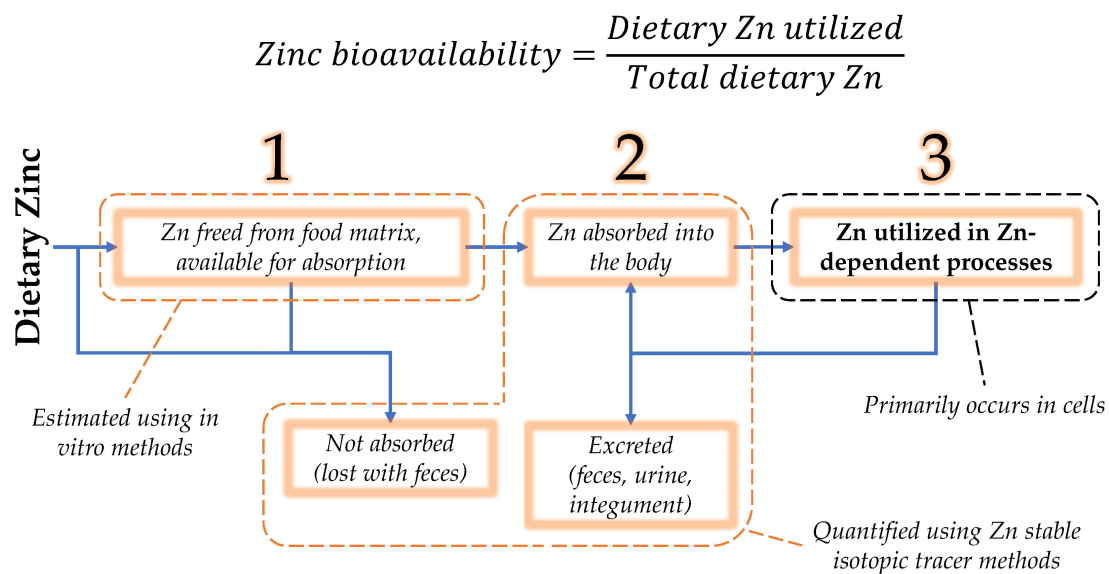 Zinc bioavailability = Dietary Zn utilized / Total dietary Zn
1
2
3
Dietary Zinc
Zn freed from food matrix,
available for absorption
Zn absorbed into
the body
Zn utilized in Zn-
dependent processes
Estimated using in
vitro methods
Primarily occurs in cells
Not absorbed
(lost with feces)
Excreted
(feces, urine,
integument)
Quantified using Zn stable
isotopic tracer methods